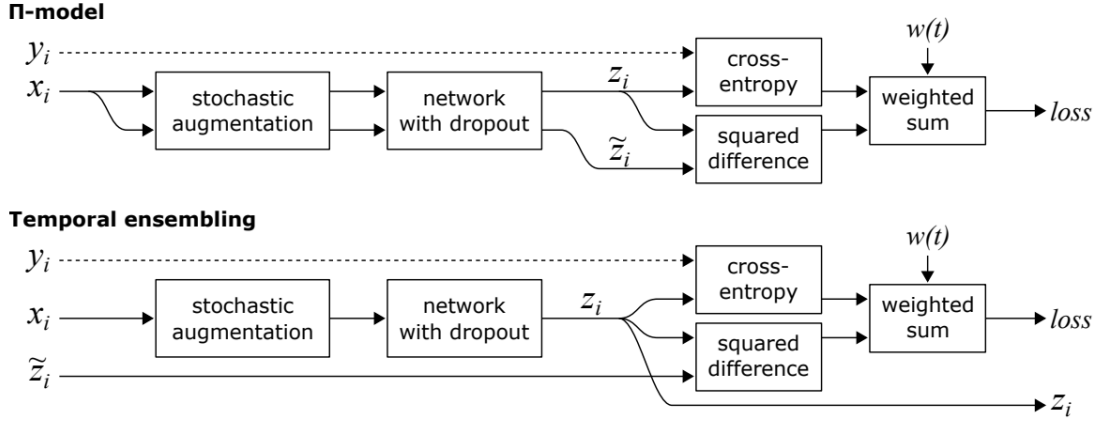 Π-model
y_i
x_i
stochastic
augmentation
network
with dropout
z_i
z̃_i
cross-
entropy
squared
difference
w(t)
weighted
sum
loss
Temporal ensembling
y_i
x_i
z̃_i
stochastic
augmentation
network
with dropout
z_i
cross-
entropy
squared
difference
w(t)
weighted
sum
loss
z_i